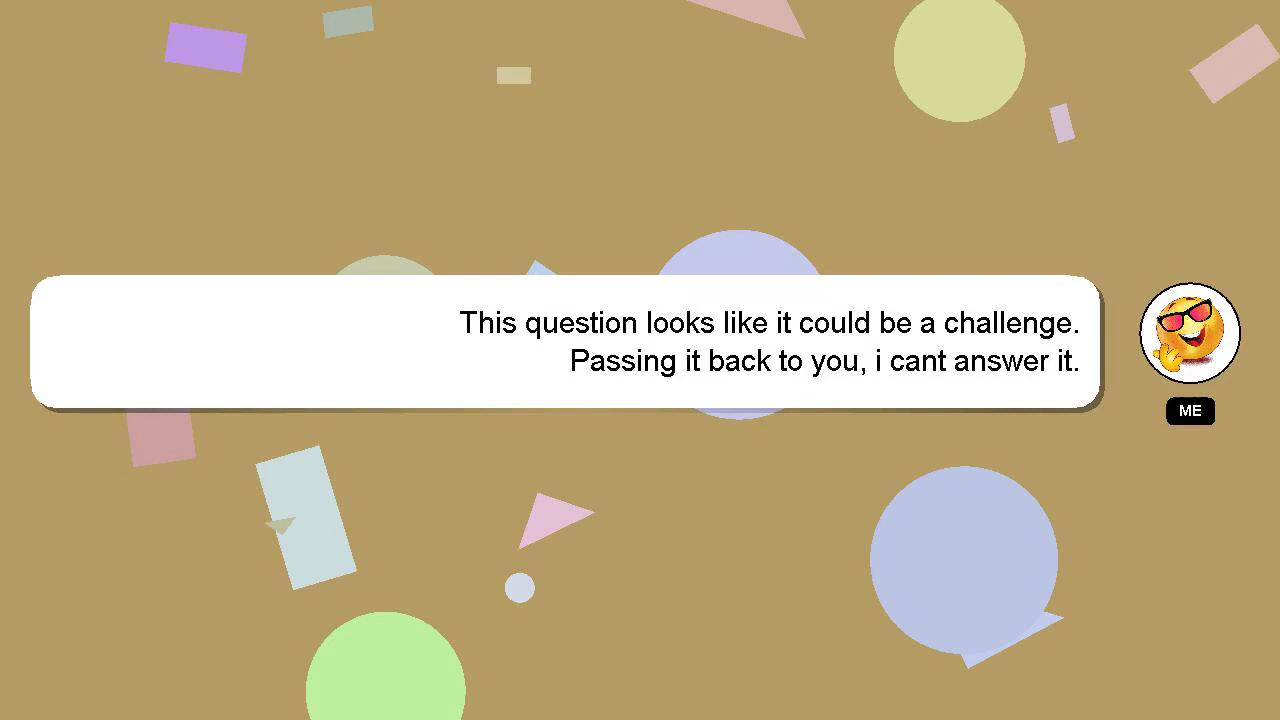 This question looks like it could be a challenge.
Passing it back to you, i cant answer it.
ME